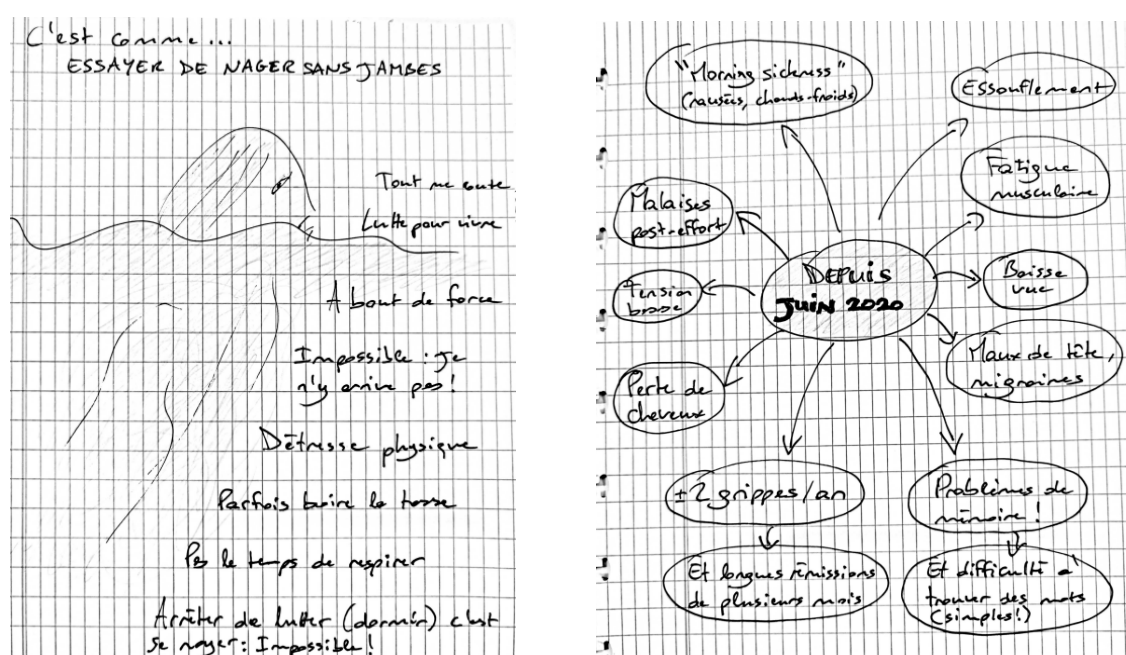 C'est comme...
ESSAYER DE NAGER SANS JAMBES
Tout me coute
Lutte pour vivre
A bout de force
Impossible : je
n'y arrive pas !
Détresse physique
Parfois boire la tasse
Pas le temps de respirer
Arrêter de lutter (dormir) c'est
se noyer : Impossible !
"Morning sickness"
(nausées, chauds-froids)
Essouflement
Fatigue
musculaire
Malaises
post-effort
DEPUIS
JUIN 2020
Baisse
vue
Tension
basse
Maux de tête,
migraines
Perte de
cheveux
±2 grippes/an
Problèmes de
mémoire !
Et longues rémissions
de plusieurs mois
Et difficulté à
trouver des mots
(simples!)